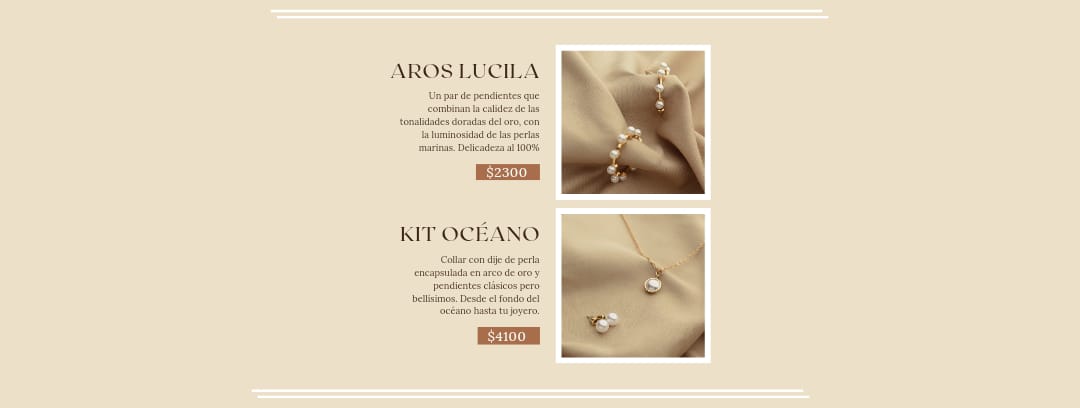 AROS LUCILA
Un par de pendientes que
combinan la calidez de las
tonalidades doradas del oro, con
la luminosidad de las perlas
marinas. Delicadeza al 100%
$2300
KIT OCÉANO
Collar con dije de perla
encapsulada en arco de oro y
pendientes clásicos pero
bellísimos. Desde el fondo del
océano hasta tu joyero.
$4100